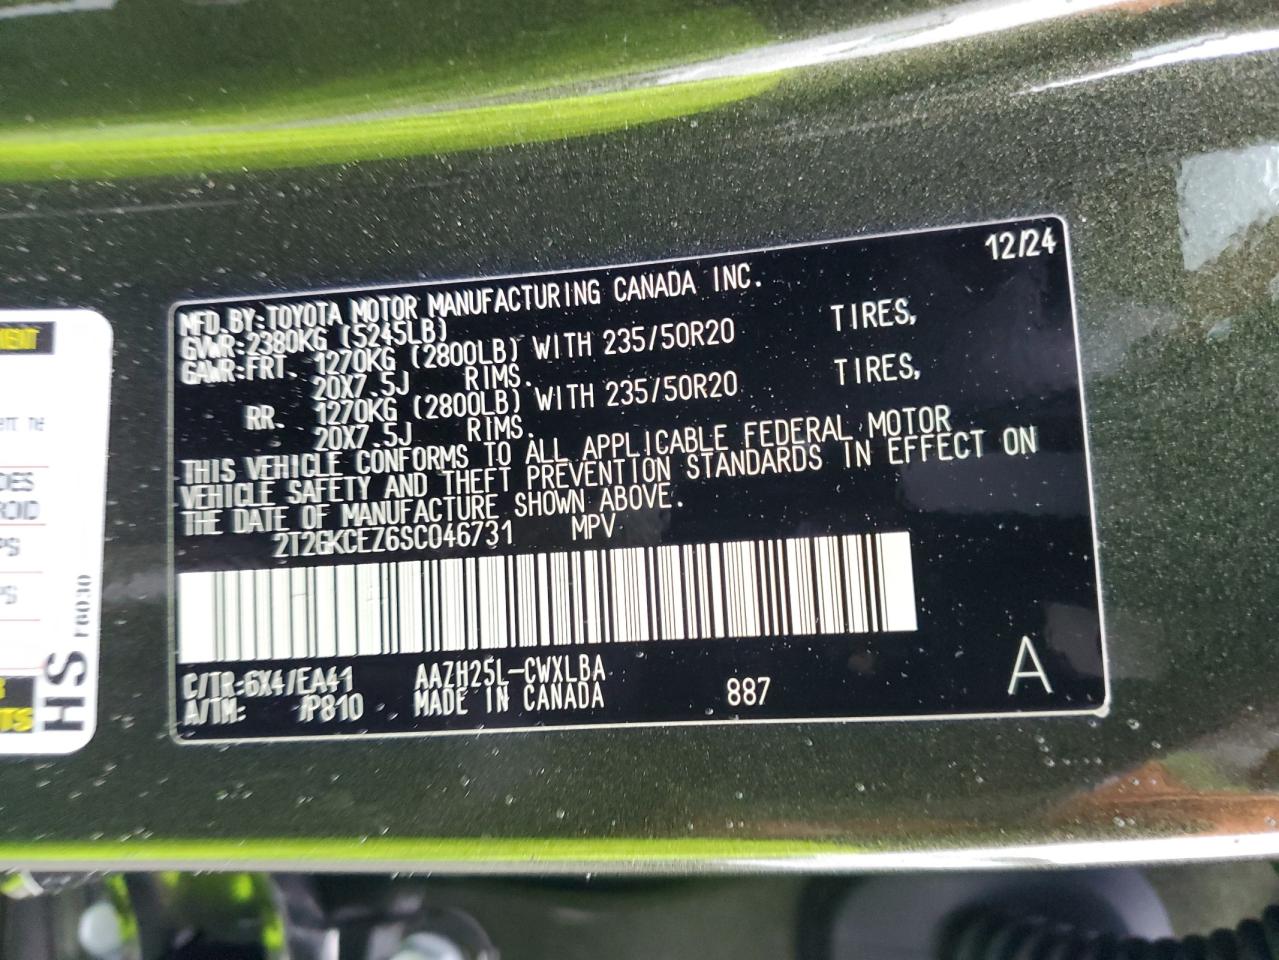 12/24
MFD.BY:TOYOTA MOTOR MANUFACTURING CANADA INC.
GVWR:2380KG (5245LB)
GAWR:FRT. 1270KG (2800LB) WITH 235/50R20 TIRES,
20X7.5J RIMS.
RR. 1270KG (2800LB) WITH 235/50R20 TIRES,
20X7.5J RIMS.
THIS VEHICLE CONFORMS TO ALL APPLICABLE FEDERAL MOTOR
VEHICLE SAFETY AND THEFT PREVENTION STANDARDS IN EFFECT ON
THE DATE OF MANUFACTURE SHOWN ABOVE.
2T2GKCEZ6SC046731 MPV
C/TR:6X4/EA41 AAZH25L-CWXLBA
A/TM: /P810 MADE IN CANADA 887 A
HS